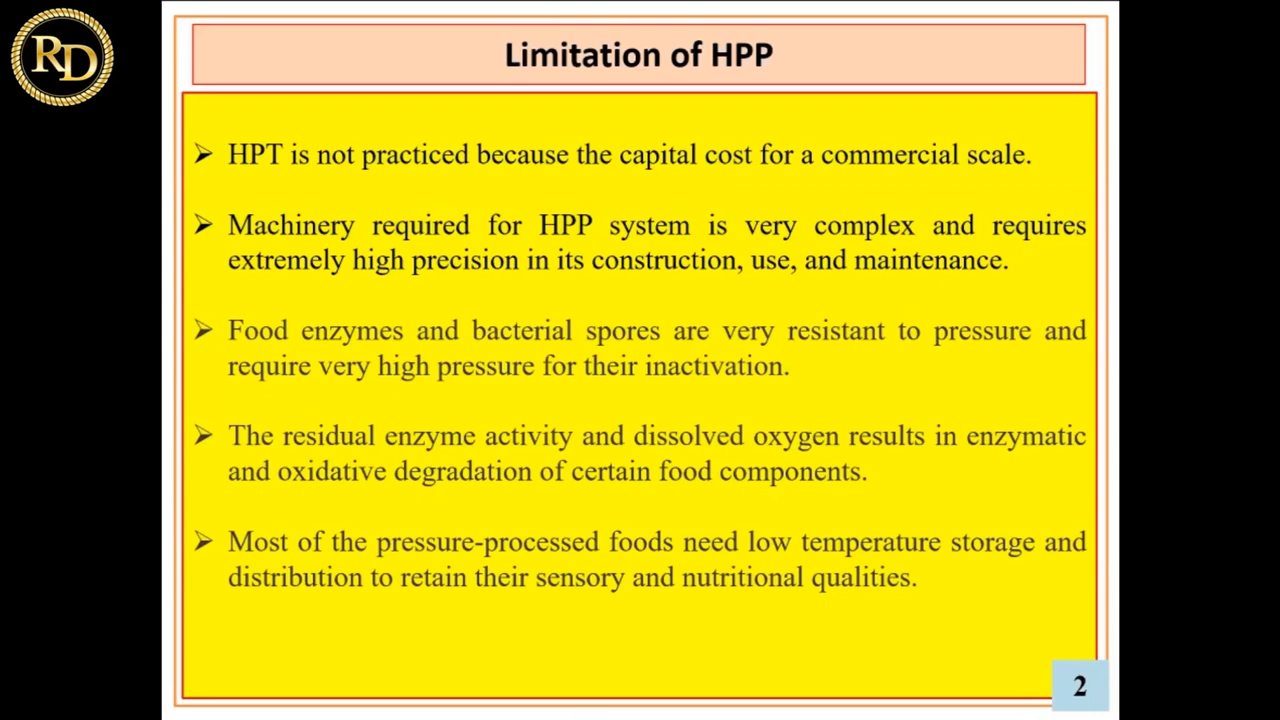 RD
Limitation of HPP
➢ HPT is not practiced because the capital cost for a commercial scale.
➢ Machinery required for HPP system is very complex and requires
extremely high precision in its construction, use, and maintenance.
➢ Food enzymes and bacterial spores are very resistant to pressure and
require very high pressure for their inactivation.
➢ The residual enzyme activity and dissolved oxygen results in enzymatic
and oxidative degradation of certain food components.
➢ Most of the pressure-processed foods need low temperature storage and
distribution to retain their sensory and nutritional qualities.
2